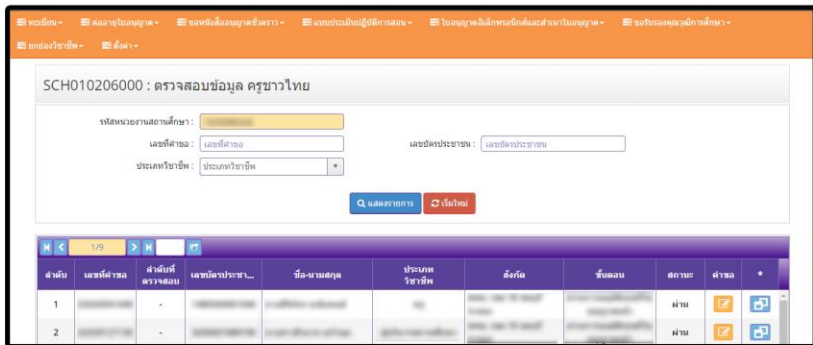 ทะเบียน ต่ออายุใบอนุญาต ขอหนังสืออนุญาตชั่วคราว แบบประเมินปฏิบัติการสอน ใบอนุญาตอิเล็กทรอนิกส์และสำเนาใบอนุญาต ขอรับรองคุณวุฒิการศึกษา
ยกย่องวิชาชีพ ตั้งค่า
SCH010206000 : ตรวจสอบข้อมูล ครูชาวไทย
รหัสหน่วยงานสถานศึกษา :
เลขที่คำขอ : เลขที่คำขอ เลขบัตรประชาชน : เลขบัตรประชาชน
ประเภทวิชาชีพ : ประเภทวิชาชีพ
แสดงรายการ เริ่มใหม่
1/9
ลำดับ เลขที่คำขอ ลำดับที่ตรวจสอบ เลขบัตรประชา... ชื่อ-นามสกุล ประเภทวิชาชีพ สังกัด ขั้นตอน สถานะ คำขอ *
1 - ผ่าน
2 - ผ่าน